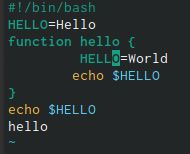 #!/bin/bash
HELLO=Hello
function hello {
        HELLO=World
       echo $HELLO
}
echo $HELLO
hello
~